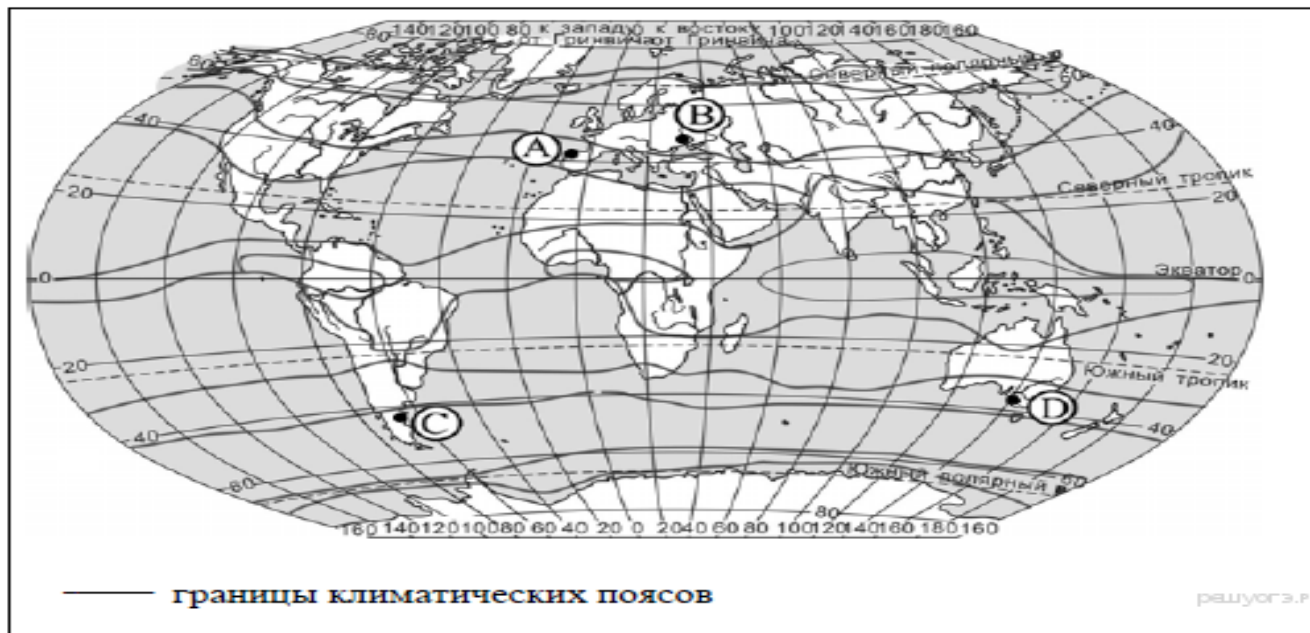 140 120 100 80 к западу к востоку 100 120 140 160 180 160
от Гринвича от Гринвича
80
60 Северный полярный 60
B
40 A 40
Северный тропик
20 20
Экватор
0 0
20 20
Южный тропик
D
C
40 40
60 Южный полярный 60
80
160 140 120 100 80 60 40 20 0 20 40 60 80 100 120 140 160 180 160
границы климатических поясов
решуогэ.р